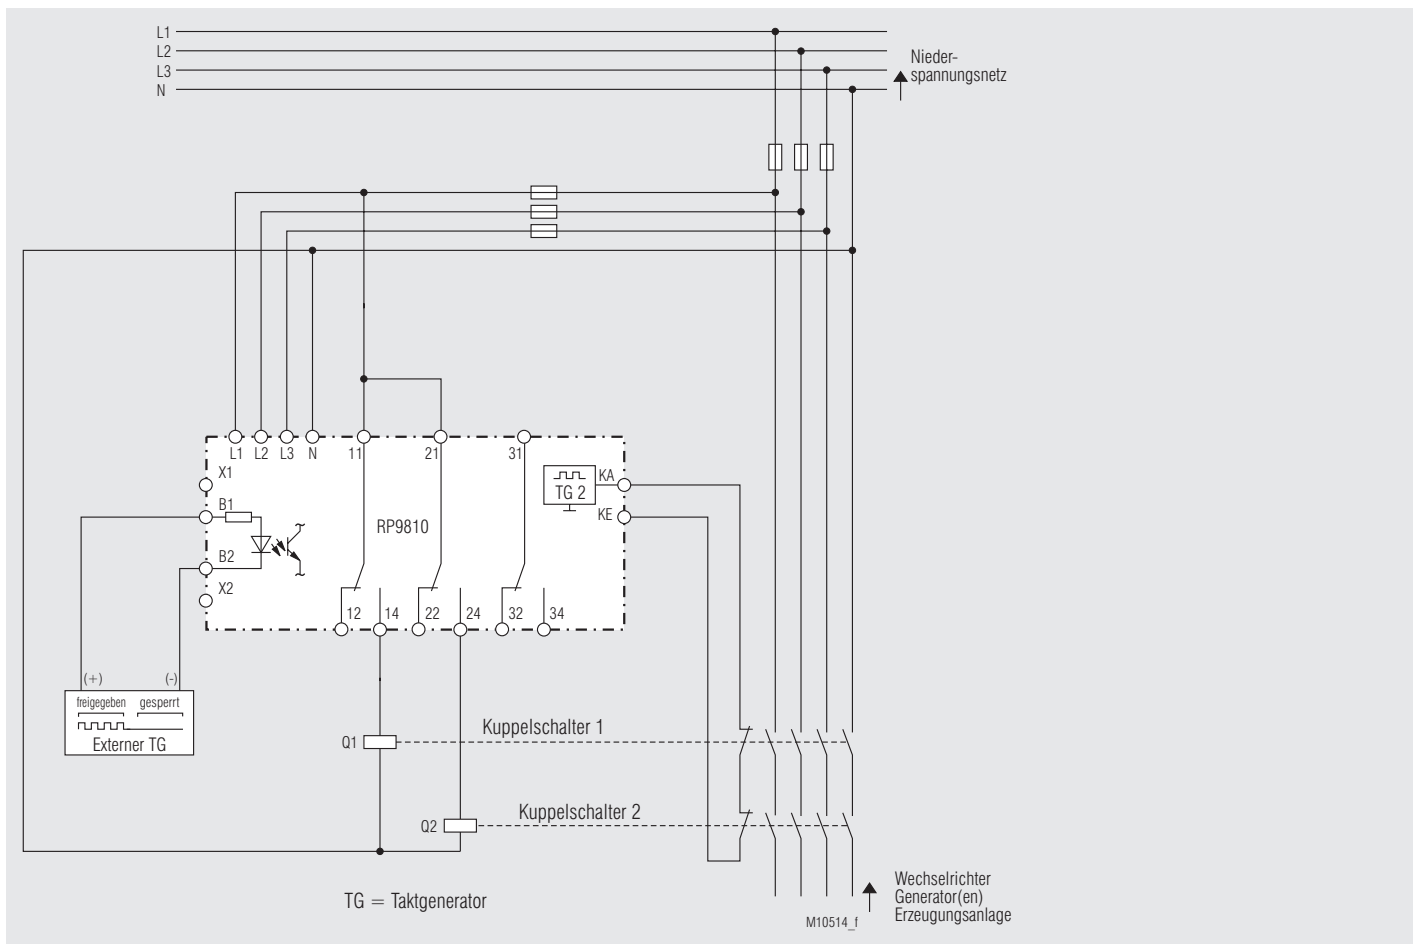 L1
L2
L3
N
Nieder-
spannungsnetz
L1 L2 L3 N 11 21 31
X1
KA
TG 2
B1
KE
RP9810
B2
X2
12 14 22 24 32 34
(+) (-)
freigegeben gesperrt
Externer TG
Kuppelschalter 1
Q1
Kuppelschalter 2
Q2
TG = Taktgenerator
Wechselrichter
Generator(en)
Erzeugungsanlage
M10514_f